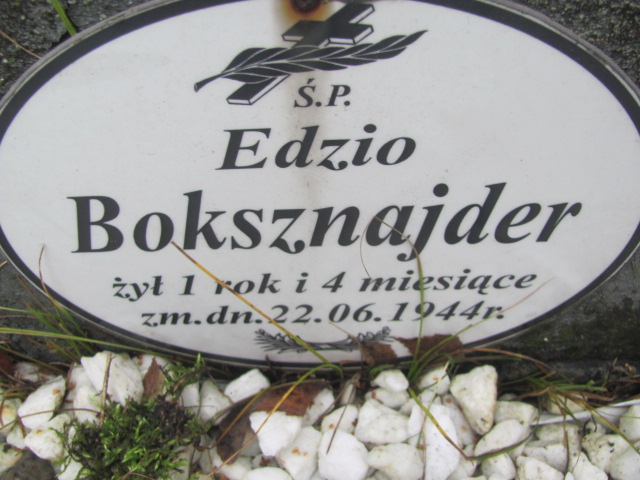 Ś.P.
Edzio
Boksznajder
żył 1 rok i 4 miesiące
zm.dn.22.06.1944r.